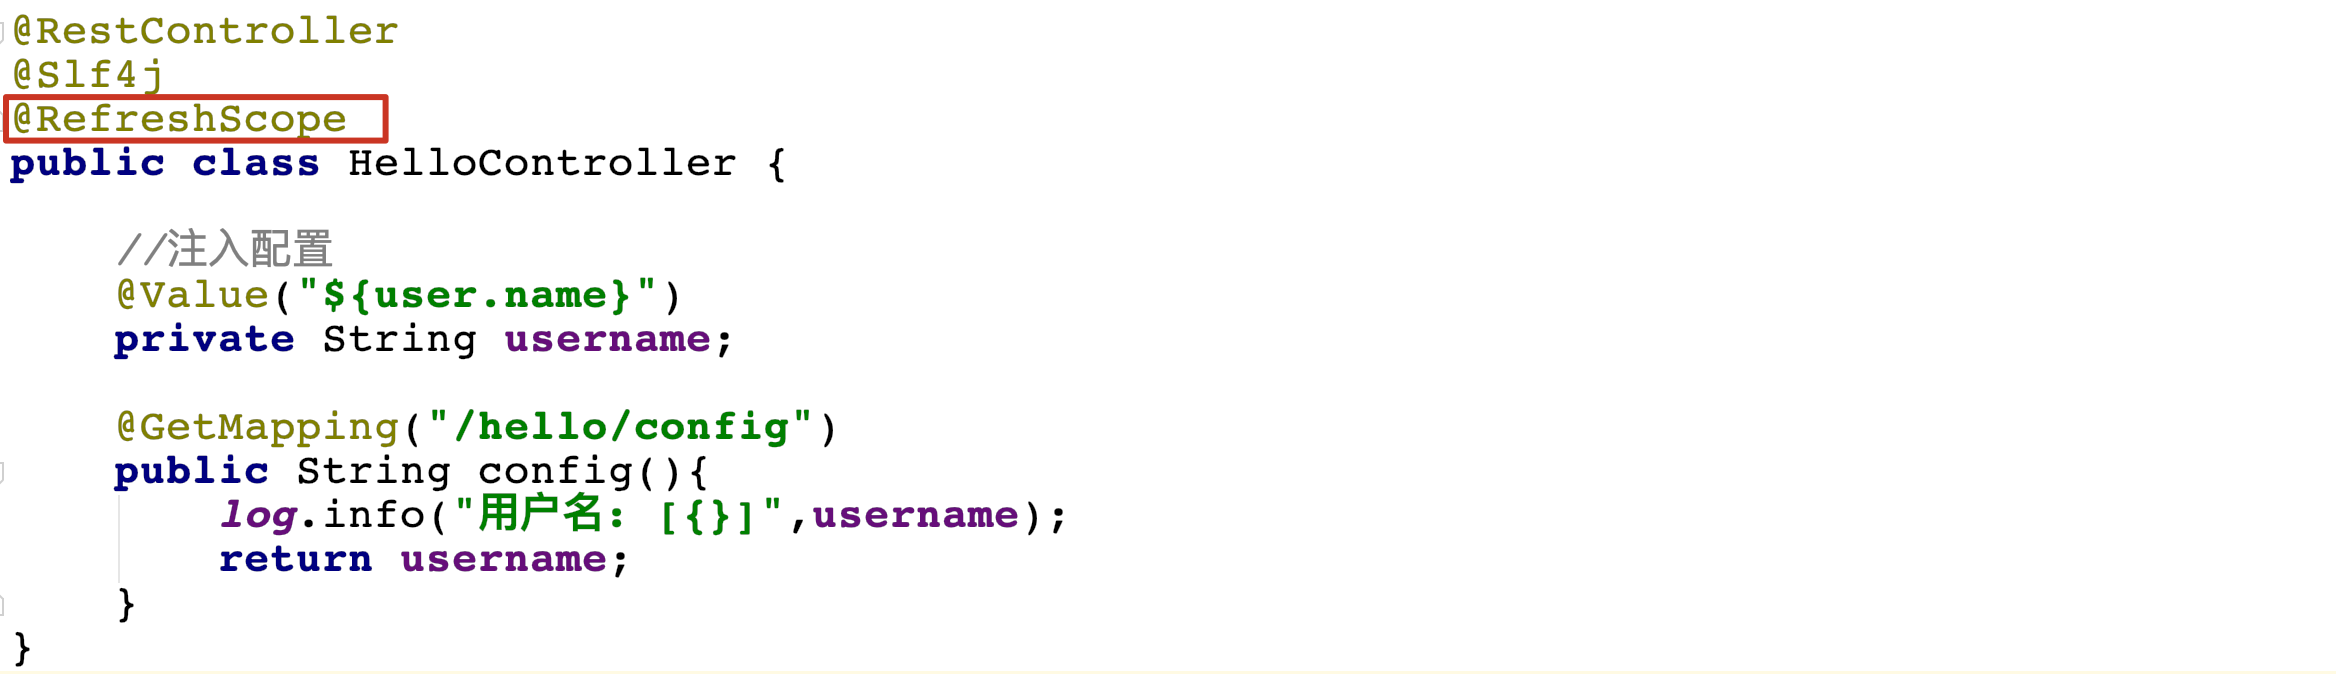 @RestController
@Slf4j
@RefreshScope
public class HelloController {
//注入配置
@Value("${user.name}")
private String username;
@GetMapping("/hello/config")
public String config(){
log.info("用户名：[{}]",username);
return username;
}
}